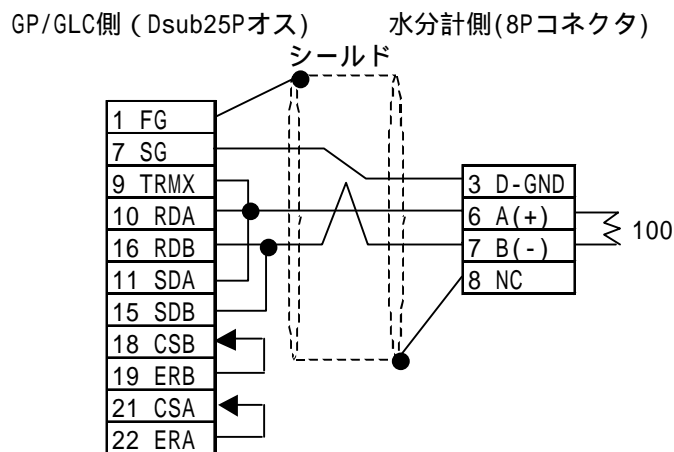 GP/GLC側（Dsub25Pオス） 水分計側(8Pコネクタ)
シールド
1 FG
7 SG
9 TRMX
10 RDA
16 RDB
11 SDA
15 SDB
18 CSB
19 ERB
21 CSA
22 ERA
3 D-GND
6 A(+)
7 B(-)
8 NC
100